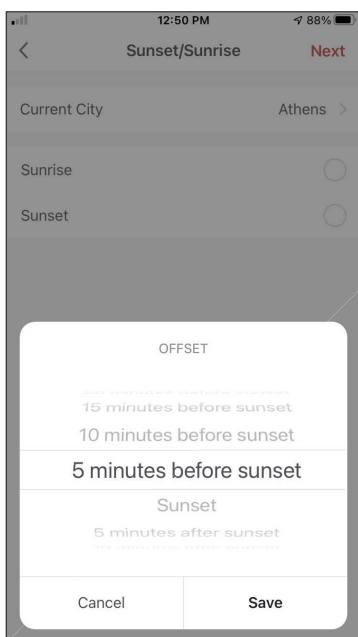 12:50 PM 88%
Sunset/Sunrise Next
Current City Athens
Sunrise
Sunset
OFFSET
15 minutes before sunset
10 minutes before sunset
5 minutes before sunset
Sunset
5 minutes after sunset
Cancel Save